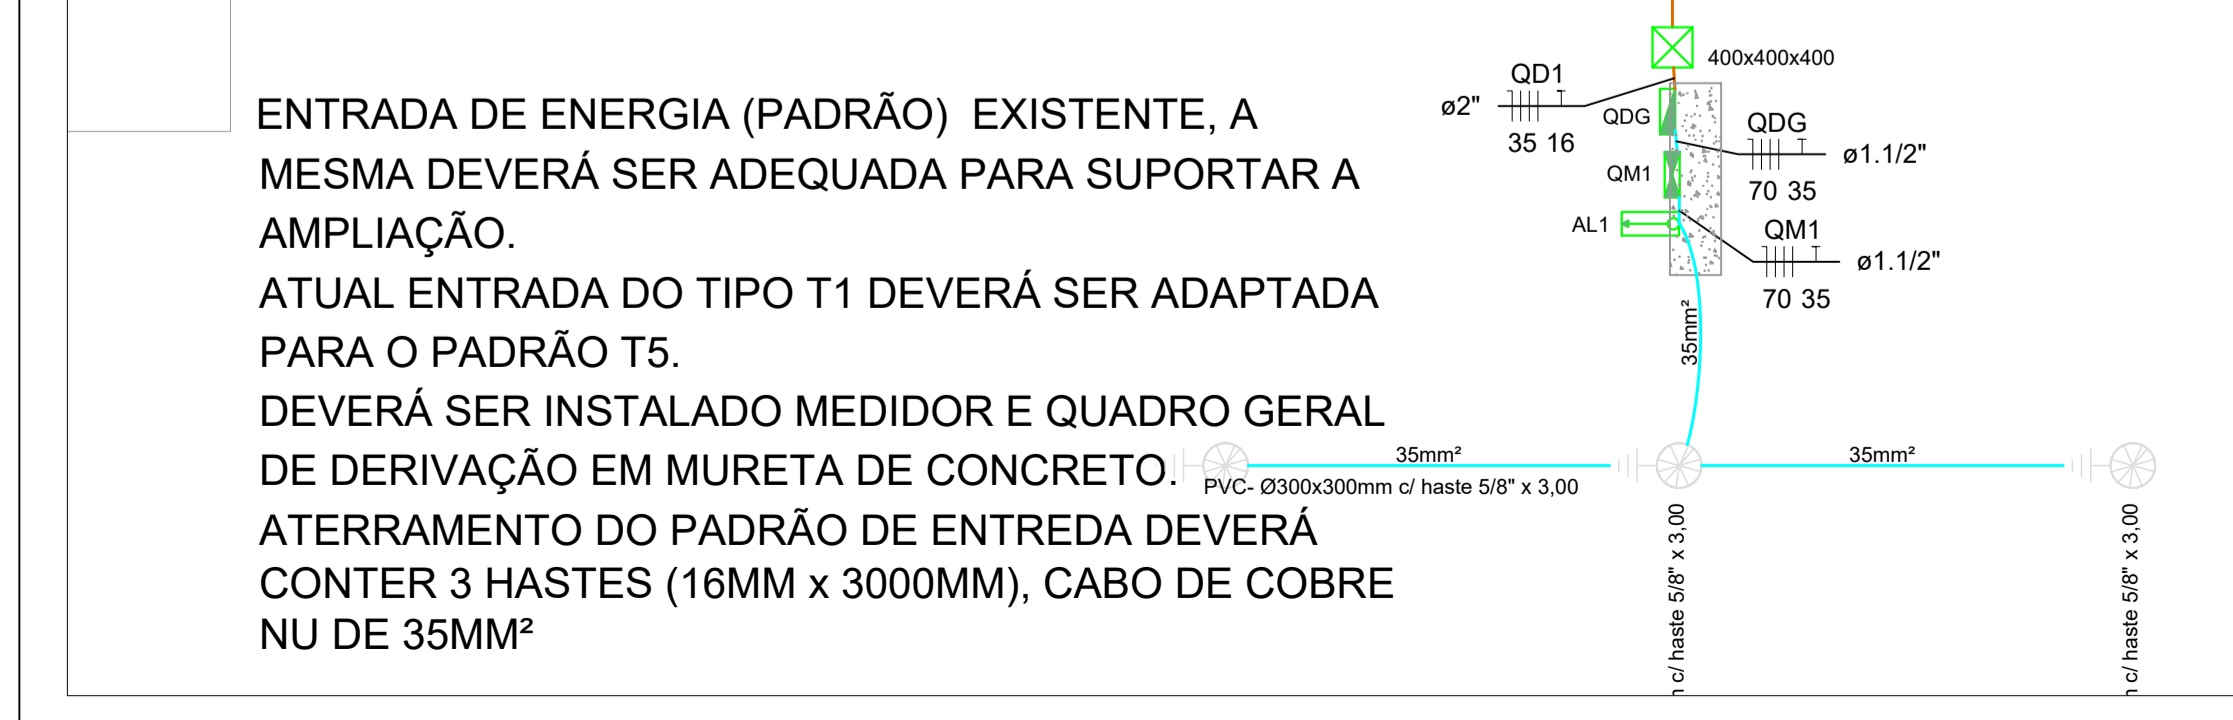 ENTRADA DE ENERGIA (PADRÃO) EXISTENTE, A
MESMA DEVERÁ SER ADEQUADA PARA SUPORTAR A
AMPLIAÇÃO.
ATUAL ENTRADA DO TIPO T1 DEVERÁ SER ADAPTADA
PARA O PADRÃO T5.
DEVERÁ SER INSTALADO MEDIDOR E QUADRO GERAL
DE DERIVAÇÃO EM MURETA DE CONCRETO.
ATERRAMENTO DO PADRÃO DE ENTREDA DEVERÁ
CONTER 3 HASTES (16MM x 3000MM), CABO DE COBRE
NU DE 35MM²
400x400x400
QD1
ø2"
35 16
QDG
QDG
ø1.1/2"
70 35
QM1
AL1
QM1
ø1.1/2"
70 35
35mm²
35mm²
35mm²
PVC- Ø300x300mm c/ haste 5/8" x 3,00
c/ haste 5/8" x 3,00
c/ haste 5/8" x 3,00